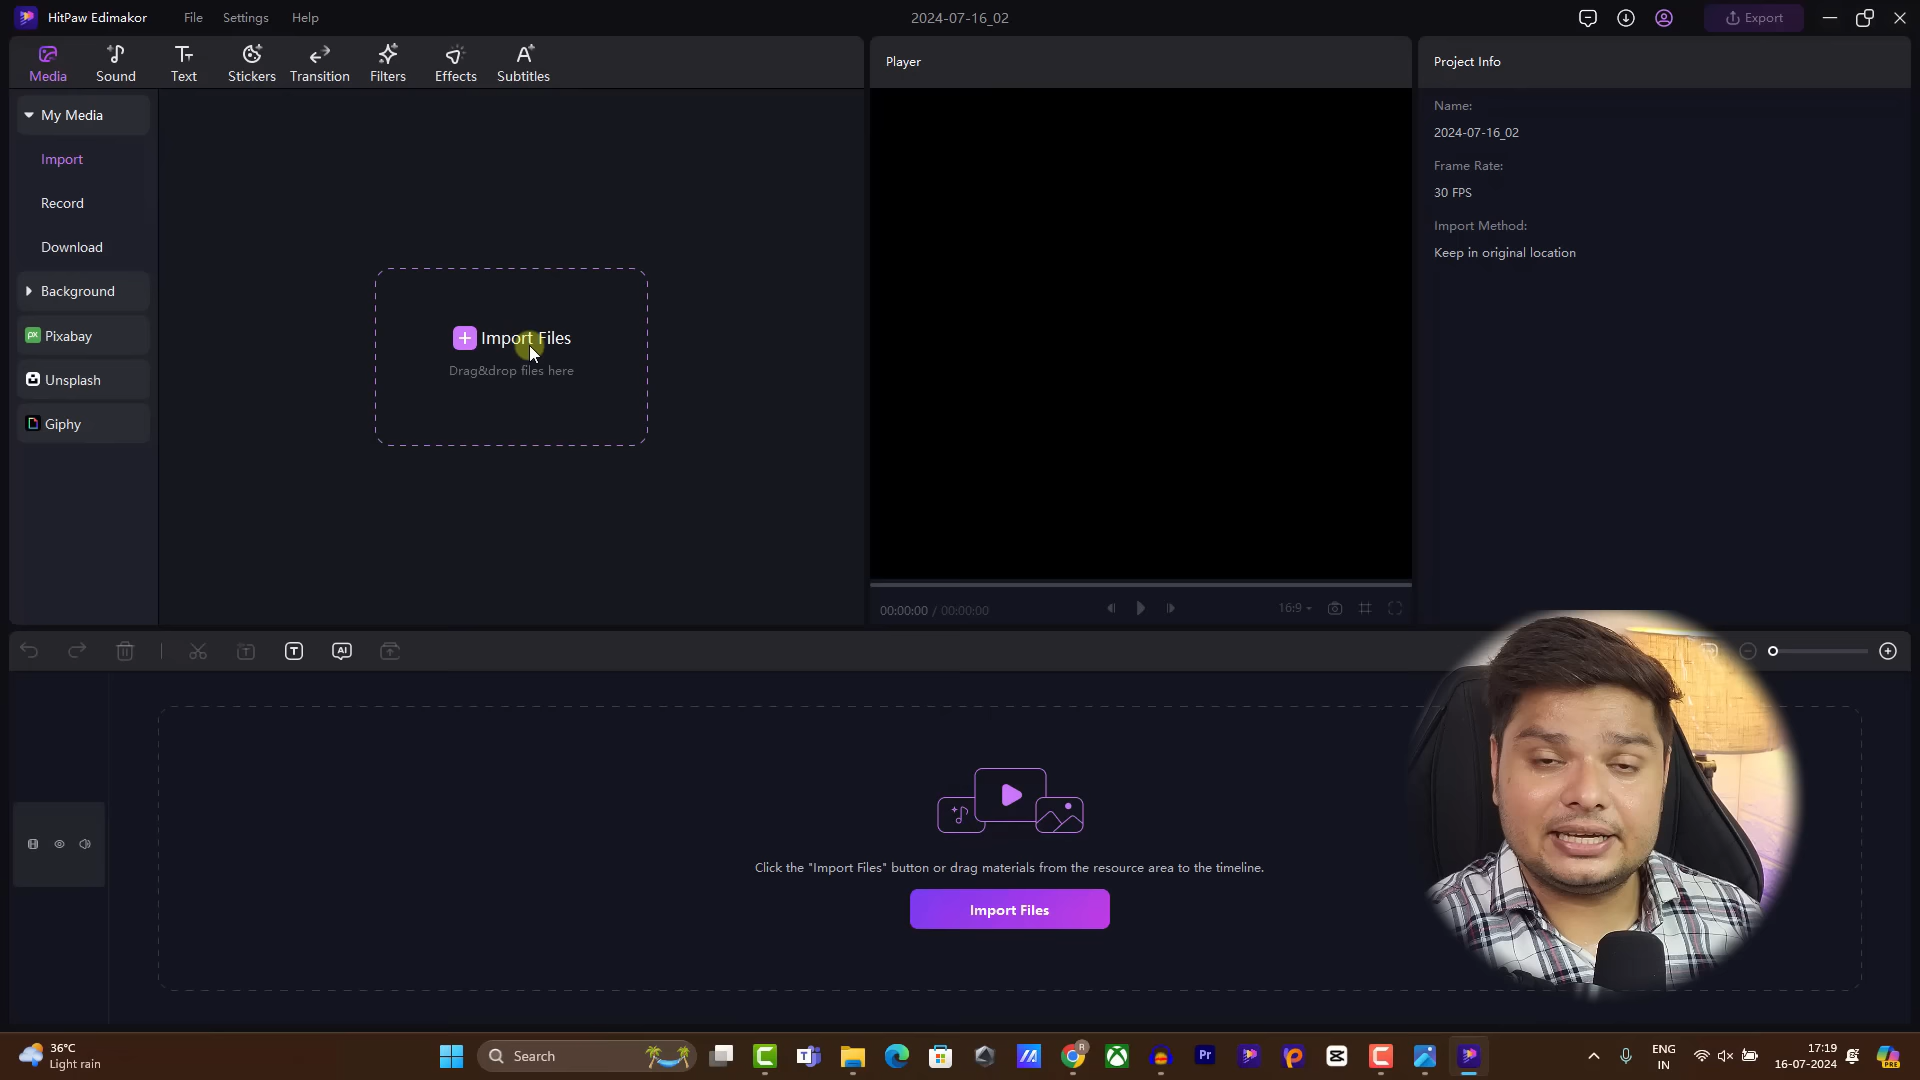 HitPaw Edimakor
File
Settings
Help
2024-07-16_02
Export
Media
Sound
Text
Stickers
Transition
Filters
Effects
Subtitles
Player
Project Info
My Media
Import
Record
Download
Background
Pixabay
Unsplash
Giphy
Import Files
Drag&drop files here
Name:
2024-07-16_02
Frame Rate:
30 FPS
Import Method:
Keep in original location
00:00:00 / 00:00:00
16:9
T
T
AI
Click the "Import Files" button or drag materials from the resource area to the timeline.
Import Files
36°C
Light rain
Search
Pr
R
ENG
IN
17:19
16-07-2024
PRE